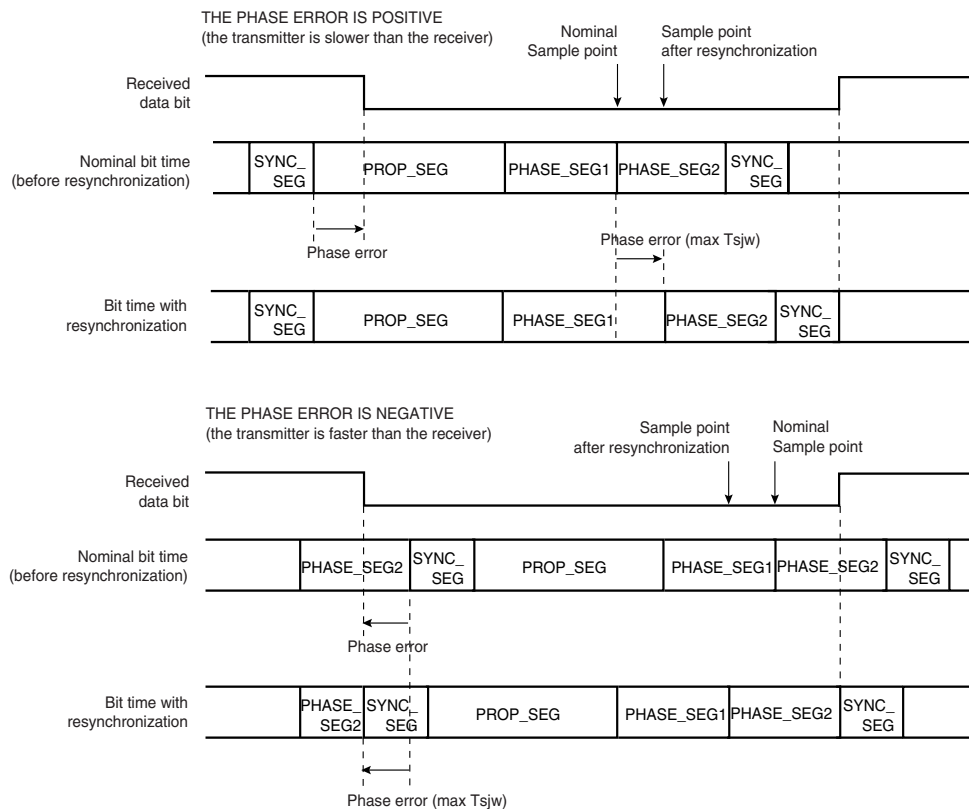 THE PHASE ERROR IS POSITIVE
(the transmitter is slower than the receiver)
Nominal
Sample point
Sample point
after resynchronization
Received
data bit
Nominal bit time
(before resynchronization)
SYNC_
SEG
PROP_SEG
PHASE_SEG1
PHASE_SEG2
SYNC_
SEG
Phase error
Phase error (max Tsjw)
Bit time with
resynchronization
SYNC_
SEG
PROP_SEG
PHASE_SEG1
PHASE_SEG2
SYNC_
SEG
THE PHASE ERROR IS NEGATIVE
(the transmitter is faster than the receiver)
Sample point
after resynchronization
Nominal
Sample point
Received
data bit
Nominal bit time
(before resynchronization)
PHASE_SEG2
SYNC_
SEG
PROP_SEG
PHASE_SEG1
PHASE_SEG2
SYNC_
SEG
Phase error
Bit time with
resynchronization
PHASE_
SEG2
SYNC_
SEG
PROP_SEG
PHASE_SEG1
PHASE_SEG2
SYNC_
SEG
Phase error (max Tsjw)